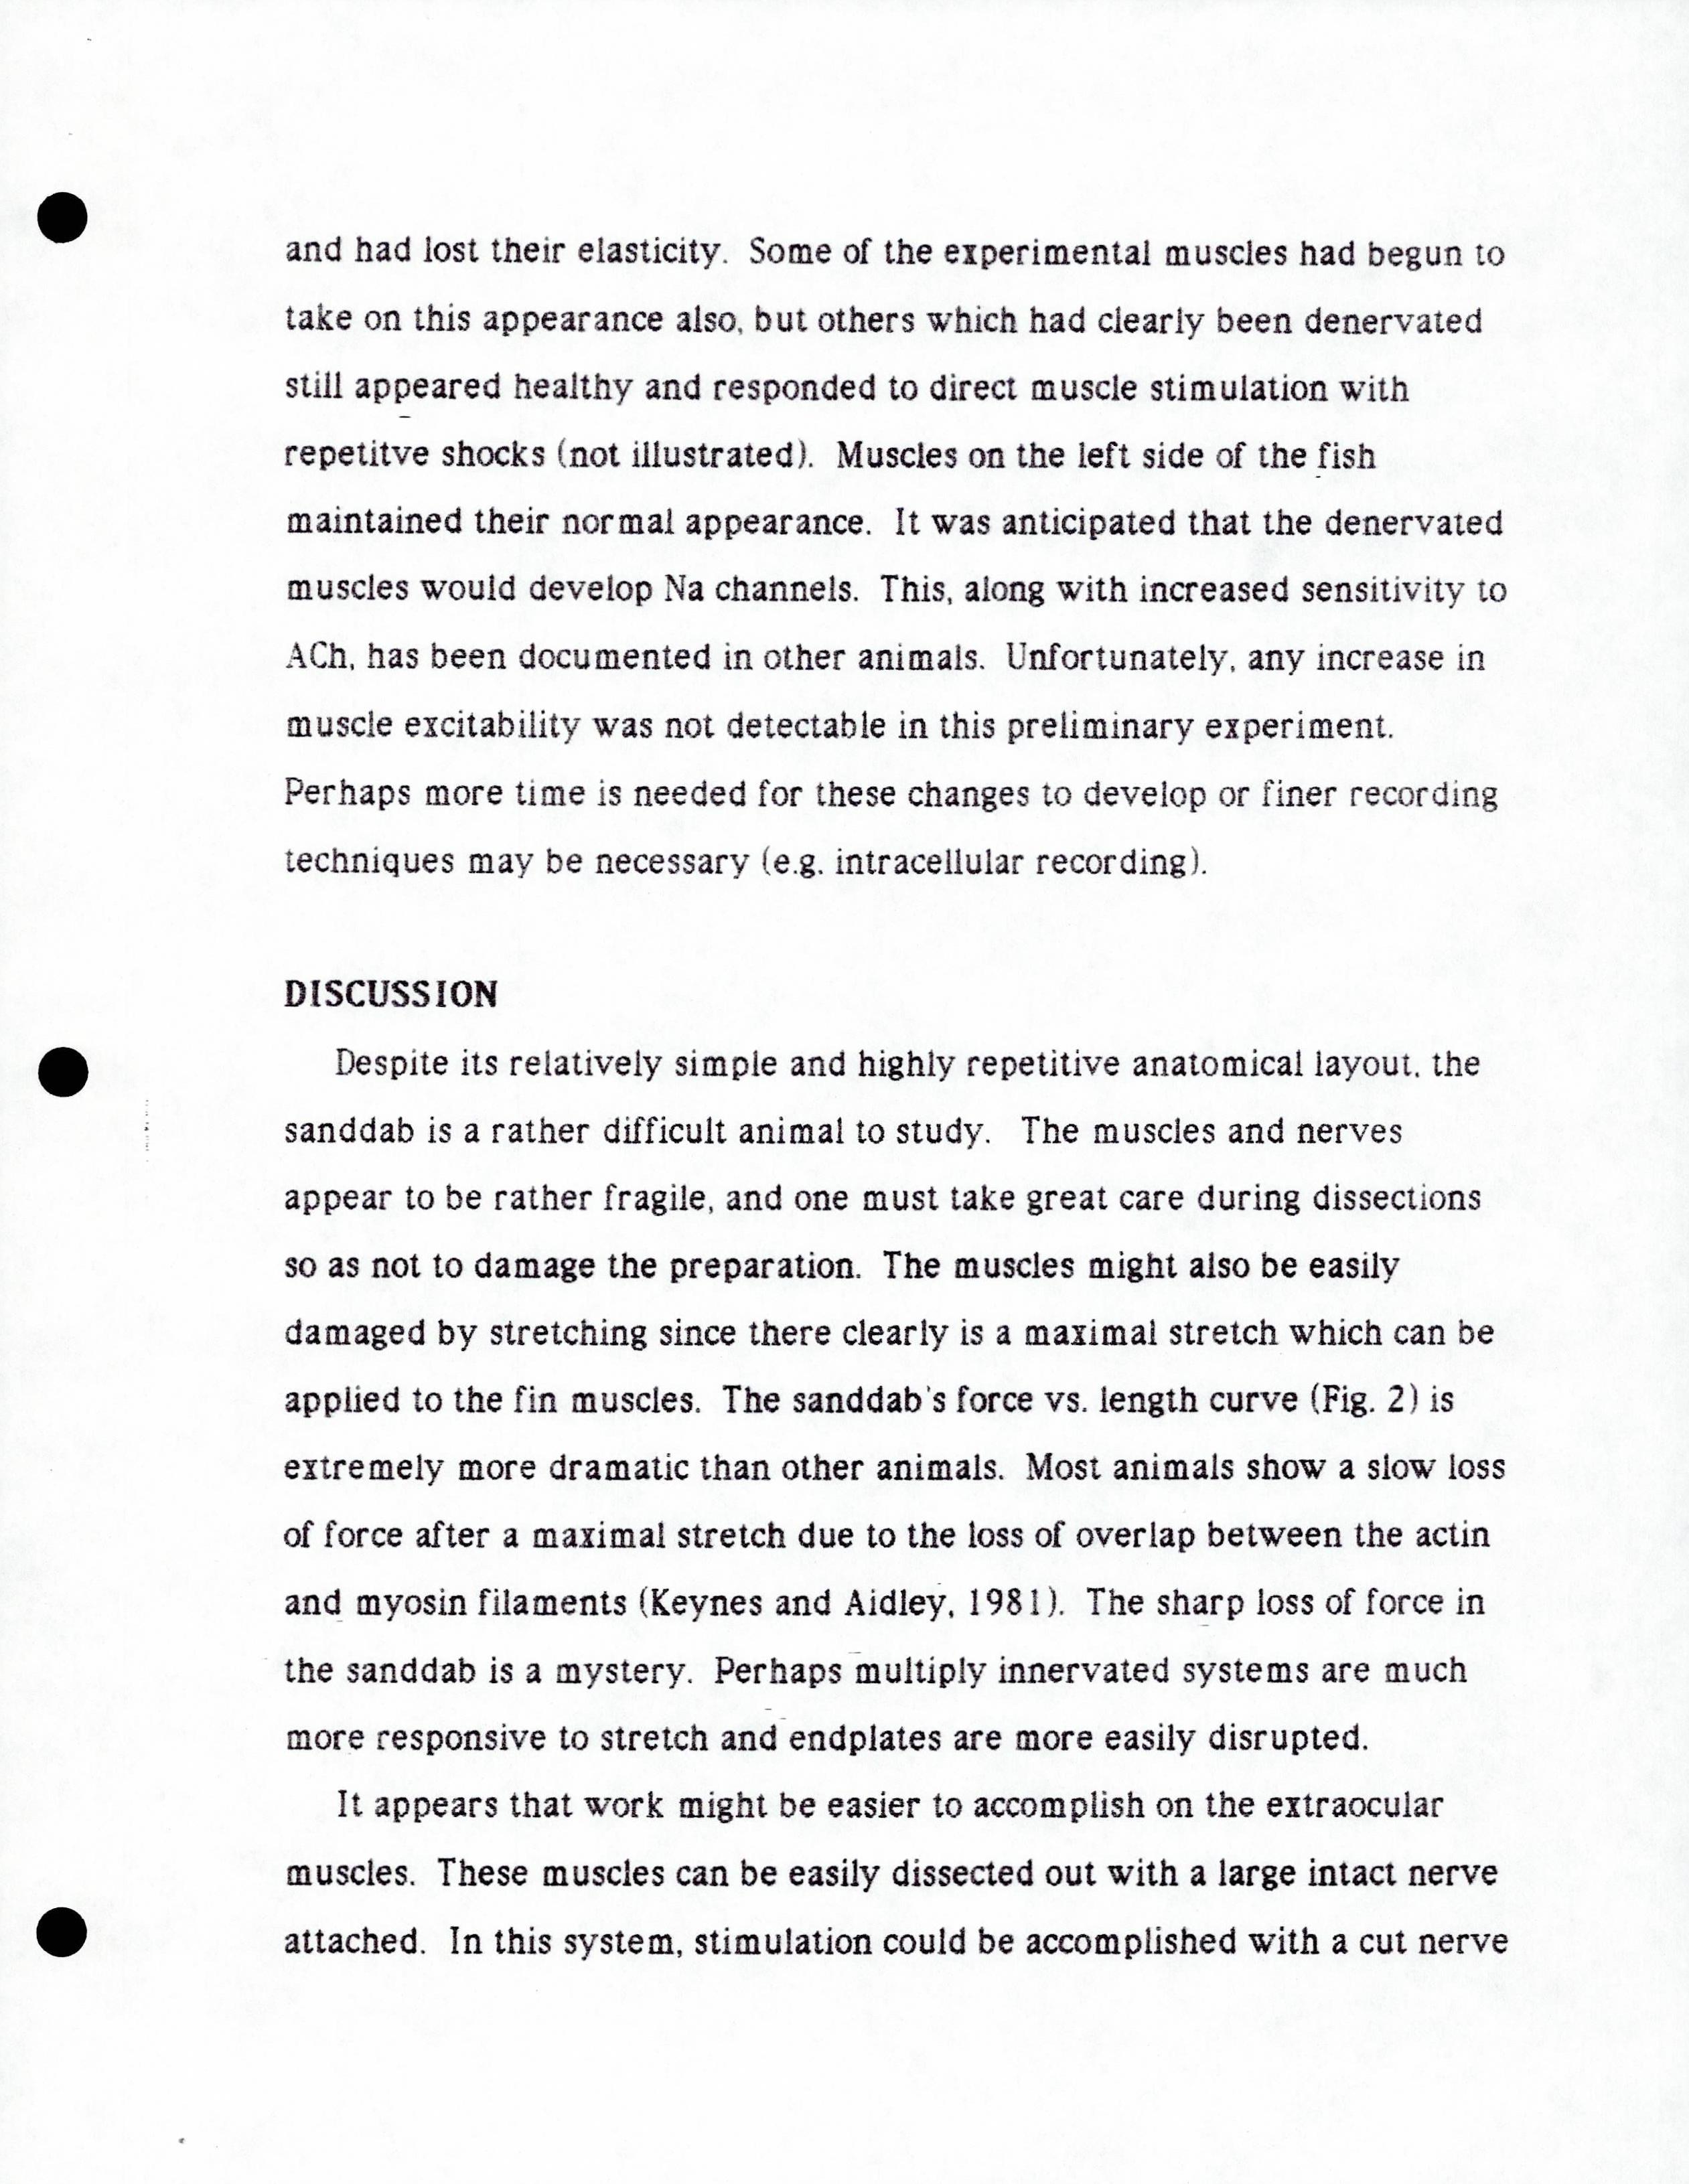 and had lost their elasticity. Some of the experimental muscles had begun to
take on this appearance also, but others which had clearly been denervated
still appeared healthy and responded to direct muscle stimulation with
repetitve shocks (not illustrated). Muscles on the left side of the fish
maintained their normal appearance. It was anticipated that the denervated
muscles would develop Na channels. This, along with increased sensitivity to
ACh, has been documented in other animals. Unfortunately, any increase in
muscle excitability was not detectable in this preliminary experiment.
Perhaps more time is needed for these changes to develop or finer recording
techniques may be necessary (e.g. intracellular recording).
DISCUSSION
Despite its relatively simple and highly repetitive anatomical layout, the
sanddab is a rather difficult animal to study. The muscles and nerves
appear to be rather fragile, and one must take great care during dissections
so as not to damage the preparation. The muscles might also be easily
damaged by stretching since there clearly is a maximal stretch which can be
applied to the fin muscles. The sanddab's force vs. length curve (Fig. 2) is
extremely more dramatic than other animals. Most animals show a slow loss
of force after a maximal stretch due to the loss of overlap between the actin
and myosin filaments (Keynes and Aidley, 1981). The sharp loss of force in
the sanddab is a mystery. Perhaps multiply innervated systems are much
more responsive to stretch and endplates are more easily disrupted.
It appears that work might be easier to accomplish on the extraocular
muscles. These muscles can be easily dissected out with a large intact nerve
attached. In this system, stimulation could be accomplished with a cut nerve